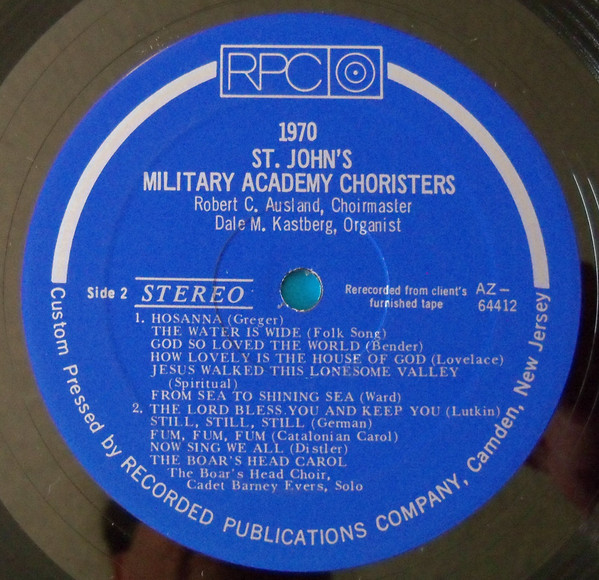 RPC
1970
ST. JOHN'S
MILITARY ACADEMY CHORISTERS
Robert C. Ausland, Choirmaster
Dale M. Kastberg, Organist
Side 2 STEREO
Rerecorded from client's furnished tape
AZ-64412
1. HOSANNA (Greger)
THE WATER IS WIDE (Folk Song)
GOD SO LOVED THE WORLD (Bender)
HOW LOVELY IS THE HOUSE OF GOD (Lovelace)
JESUS WALKED THIS LONESOME VALLEY
(Spiritual)
FROM SEA TO SHINING SEA (Ward)
2. THE LORD BLESS YOU AND KEEP YOU (Lutkin)
STILL, STILL, STILL (German)
FUM, FUM, FUM (Catalonian Carol)
NOW SING WE ALL (Distler)
THE BOAR'S HEAD CAROL
The Boar's Head Choir,
Cadet Barney Evers, Solo
Custom Pressed by RECORDED PUBLICATIONS COMPANY, Camden, New Jersey